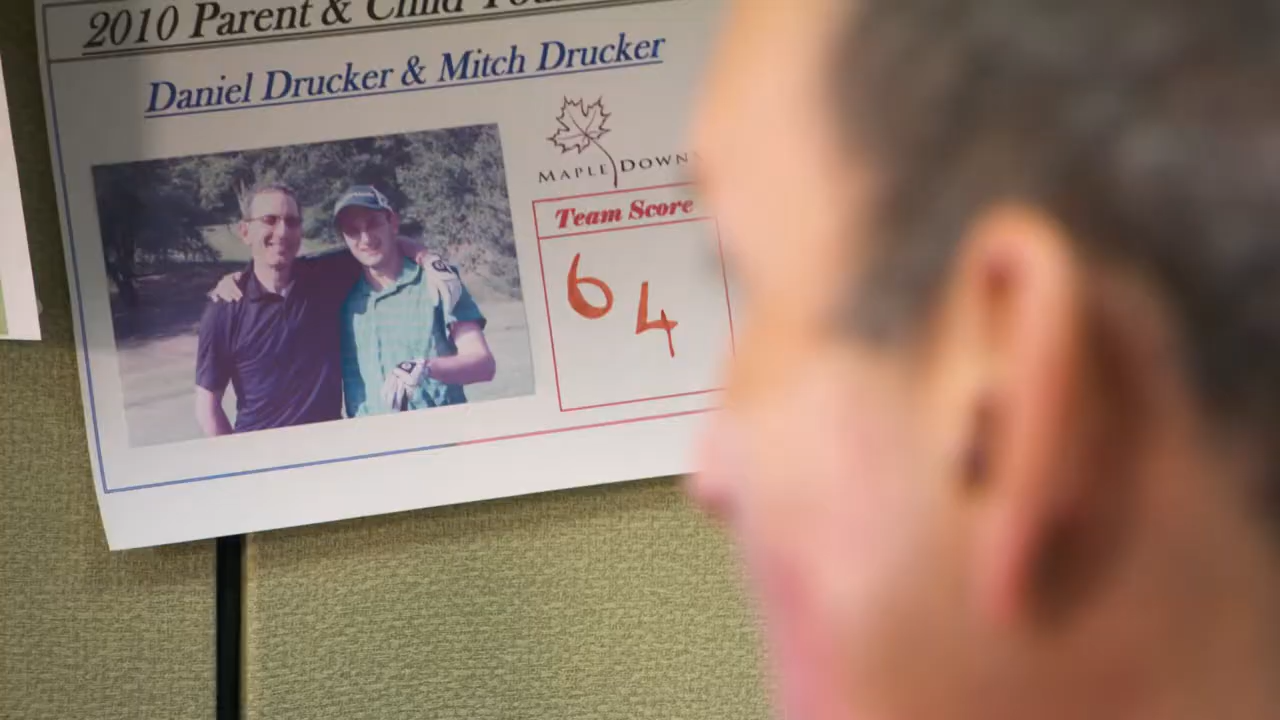 2010 Parent & Child
Daniel Drucker & Mitch Drucker
MAPLE DOWN
Team Score
64